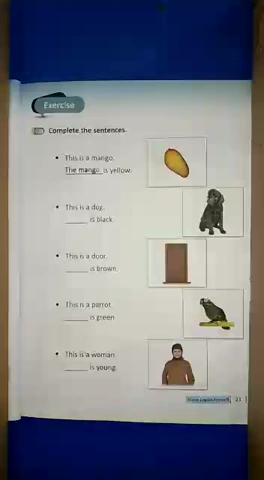 Exercise
Complete the sentences.
• This is a mango.
The mango is yellow.
• This is a dog.
______ is black.
• This is a door.
______ is brown.
• This is a parrot.
______ is green.
• This is a woman.
______ is young.
21